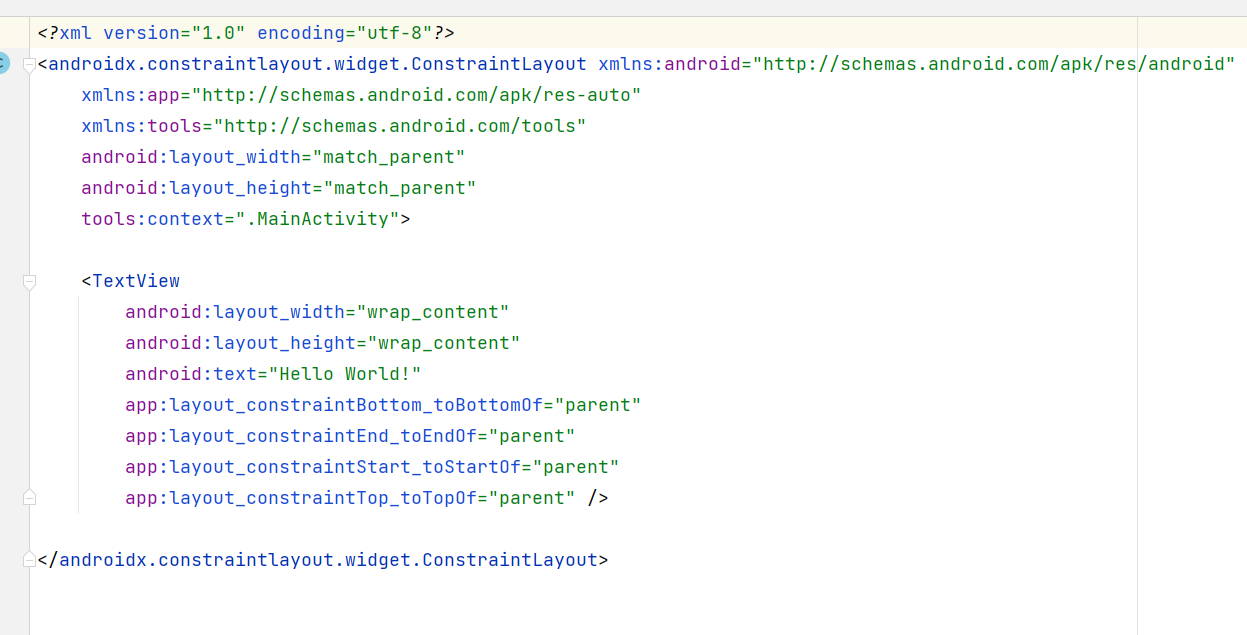 <?xml version="1.0" encoding="utf-8"?>
<androidx.constraintlayout.widget.ConstraintLayout xmlns:android="http://schemas.android.com/apk/res/android"
    xmlns:app="http://schemas.android.com/apk/res-auto"
    xmlns:tools="http://schemas.android.com/tools"
    android:layout_width="match_parent"
    android:layout_height="match_parent"
    tools:context=".MainActivity">

    <TextView
        android:layout_width="wrap_content"
        android:layout_height="wrap_content"
        android:text="Hello World!"
        app:layout_constraintBottom_toBottomOf="parent"
        app:layout_constraintEnd_toEndOf="parent"
        app:layout_constraintStart_toStartOf="parent"
        app:layout_constraintTop_toTopOf="parent" />

</androidx.constraintlayout.widget.ConstraintLayout>